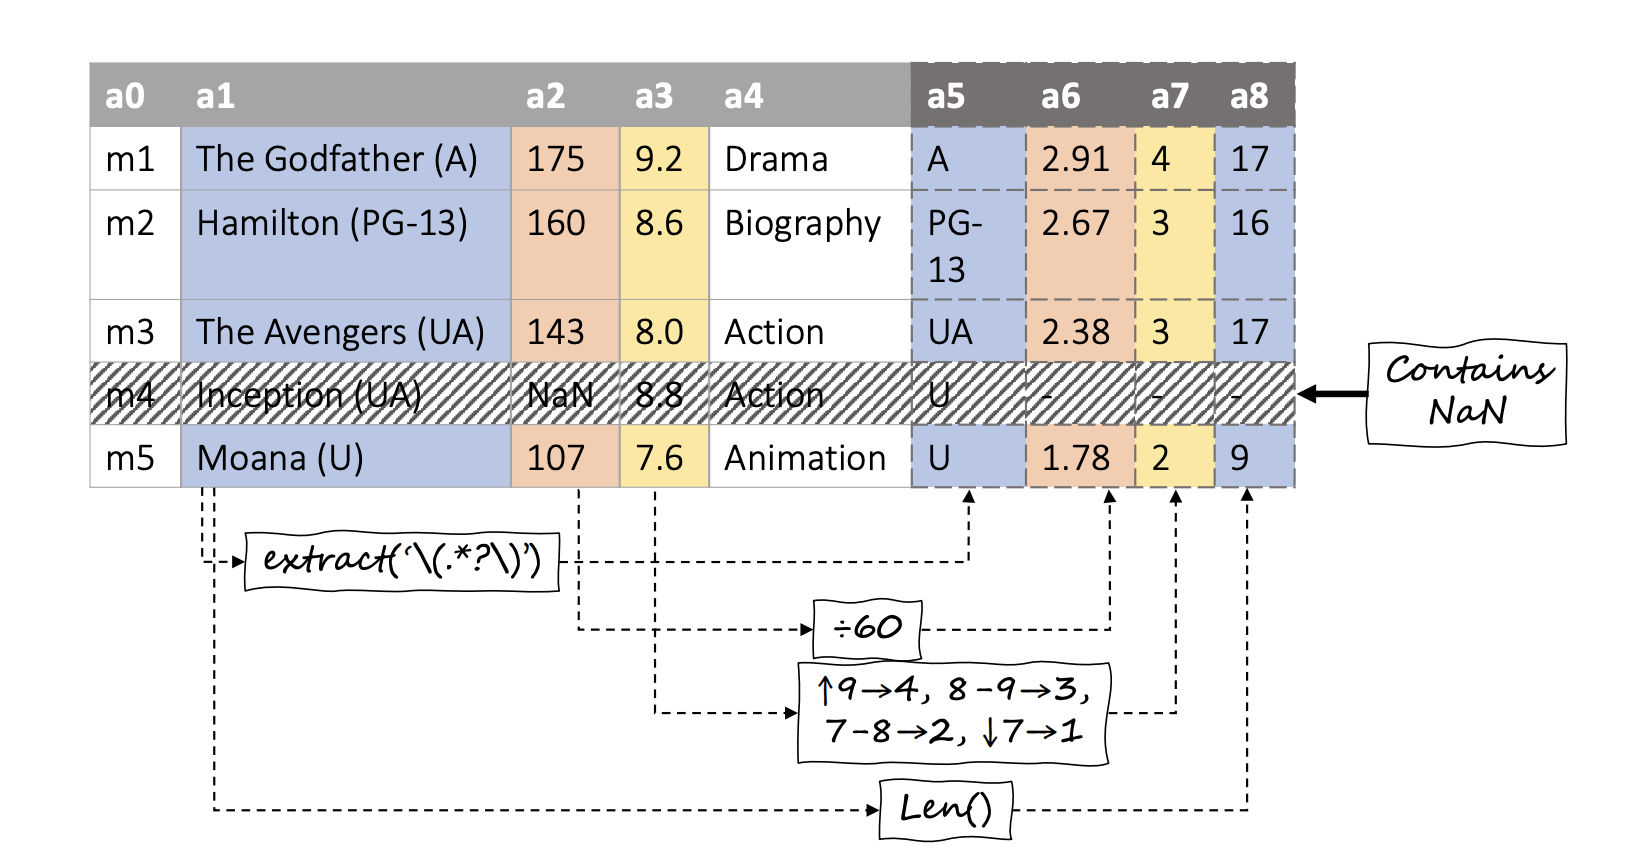 a0 a1 a2 a3 a4 a5 a6 a7 a8
m1 The Godfather (A) 175 9.2 Drama A 2.91 4 17
m2 Hamilton (PG-13) 160 8.6 Biography PG- 2.67 3 16
13
m3 The Avengers (UA) 143 8.0 Action UA 2.38 3 17
m4 Inception (UA) NaN 8.8 Action U - - -
m5 Moana (U) 107 7.6 Animation U 1.78 2 9
Contains
NaN
extract('\(.*?\)')
÷60
↑9→4, 8-9→3,
7-8→2, ↓7→1
Len()